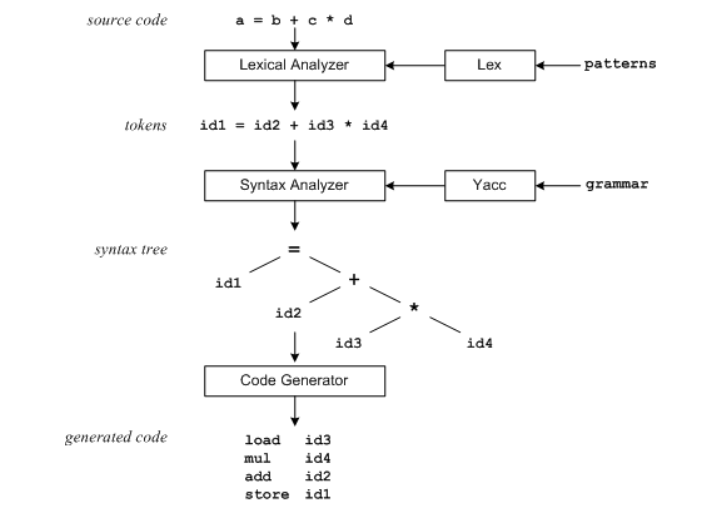 source code a = b + c * d
Lexical Analyzer Lex patterns
tokens id1 = id2 + id3 * id4
Syntax Analyzer Yacc grammar
syntax tree =
id1 +
id2 *
id3 id4
Code Generator
generated code load id3
mul id4
add id2
store id1